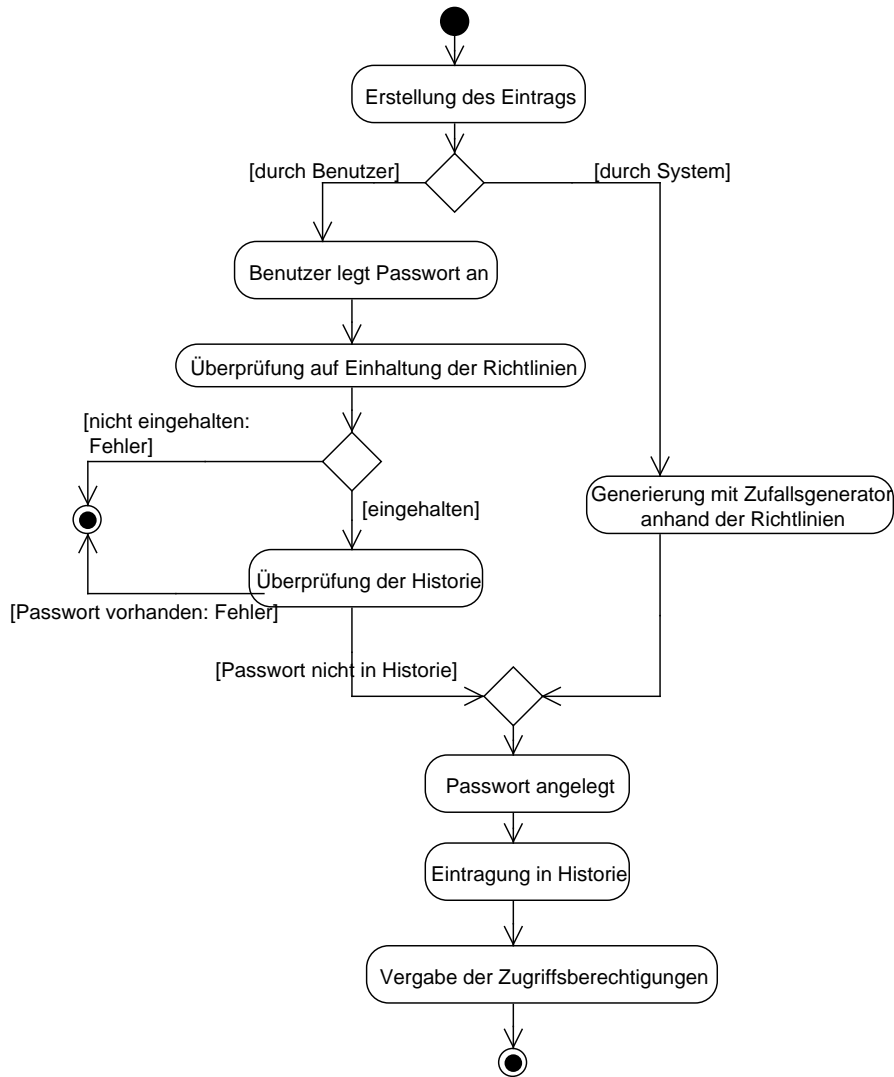 Erstellung des Eintrags
[durch Benutzer]
[durch System]
Benutzer legt Passwort an
Überprüfung auf Einhaltung der Richtlinien
[nicht eingehalten:
Fehler]
[eingehalten]
Generierung mit Zufallsgenerator
anhand der Richtlinien
Überprüfung der Historie
[Passwort vorhanden: Fehler]
[Passwort nicht in Historie]
Passwort angelegt
Eintragung in Historie
Vergabe der Zugriffsberechtigungen